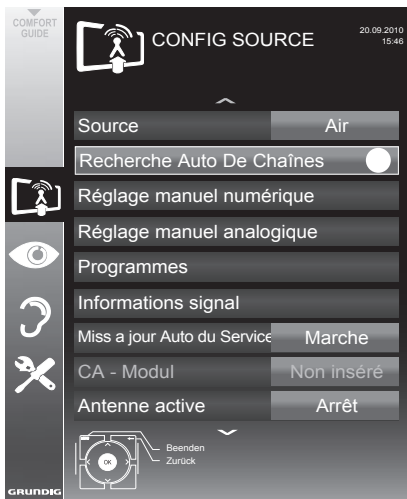 COMFORT
GUIDE
CONFIG SOURCE
20.09.2010
15:46
Source Air
Recherche Auto De Chaînes
Réglage manuel numérique
Réglage manuel analogique
Programmes
Informations signal
Miss a jour Auto du Service Marche
CA - Modul Non inséré
Antenne active Arrêt
OK
Beenden
Zurück
GRUNDIG